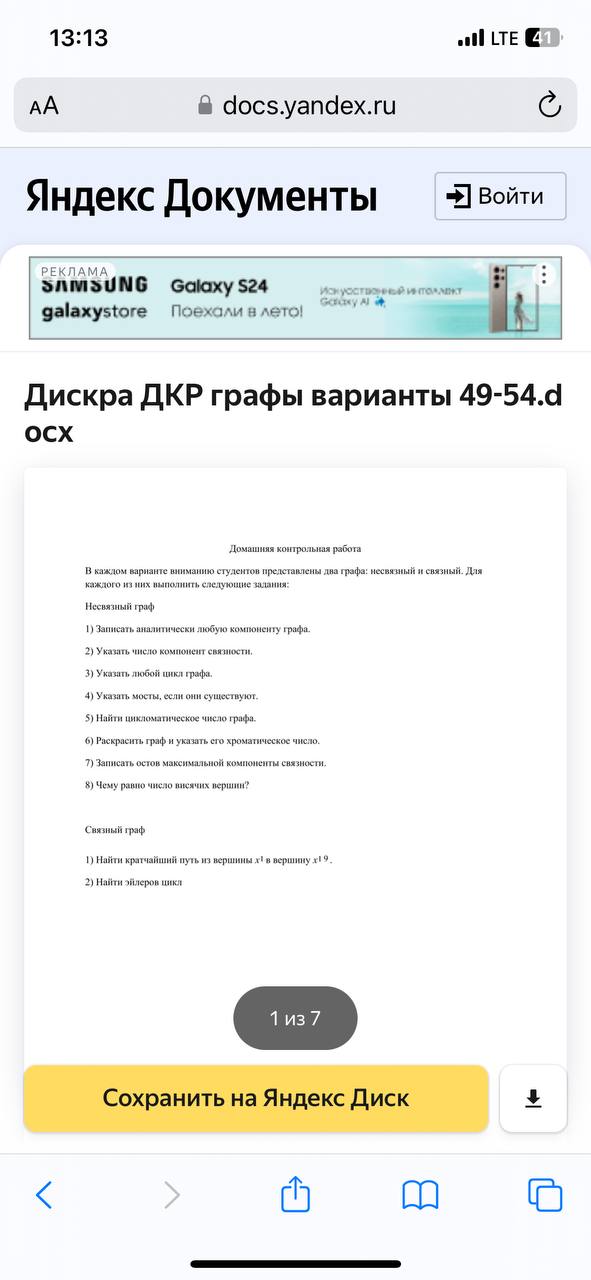 13:13
LTE 41
AA docs.yandex.ru
Яндекс Документы
Войти
РЕКЛАМА
SAMSUNG
galaxystore
Galaxy S24
Поехали в лето!
Искусственный интеллект
Galaxy AI
Дискра ДКР графы варианты 49-54.d
ocx
Домашняя контрольная работа
В каждом варианте вниманию студентов представлены два графа: несвязный и связный. Для
каждого из них выполнить следующие задания:
Несвязный граф
1) Записать аналитически любую компоненту графа.
2) Указать число компонент связности.
3) Указать любой цикл графа.
4) Указать мосты, если они существуют.
5) Найти цикломатическое число графа.
6) Раскрасить граф и указать его хроматическое число.
7) Записать остов максимальной компоненты связности.
8) Чему равно число висячих вершин?
Связный граф
1) Найти кратчайший путь из вершины x1 в вершину x1 9 .
2) Найти эйлеров цикл
1 из 7
Сохранить на Яндекс Диск